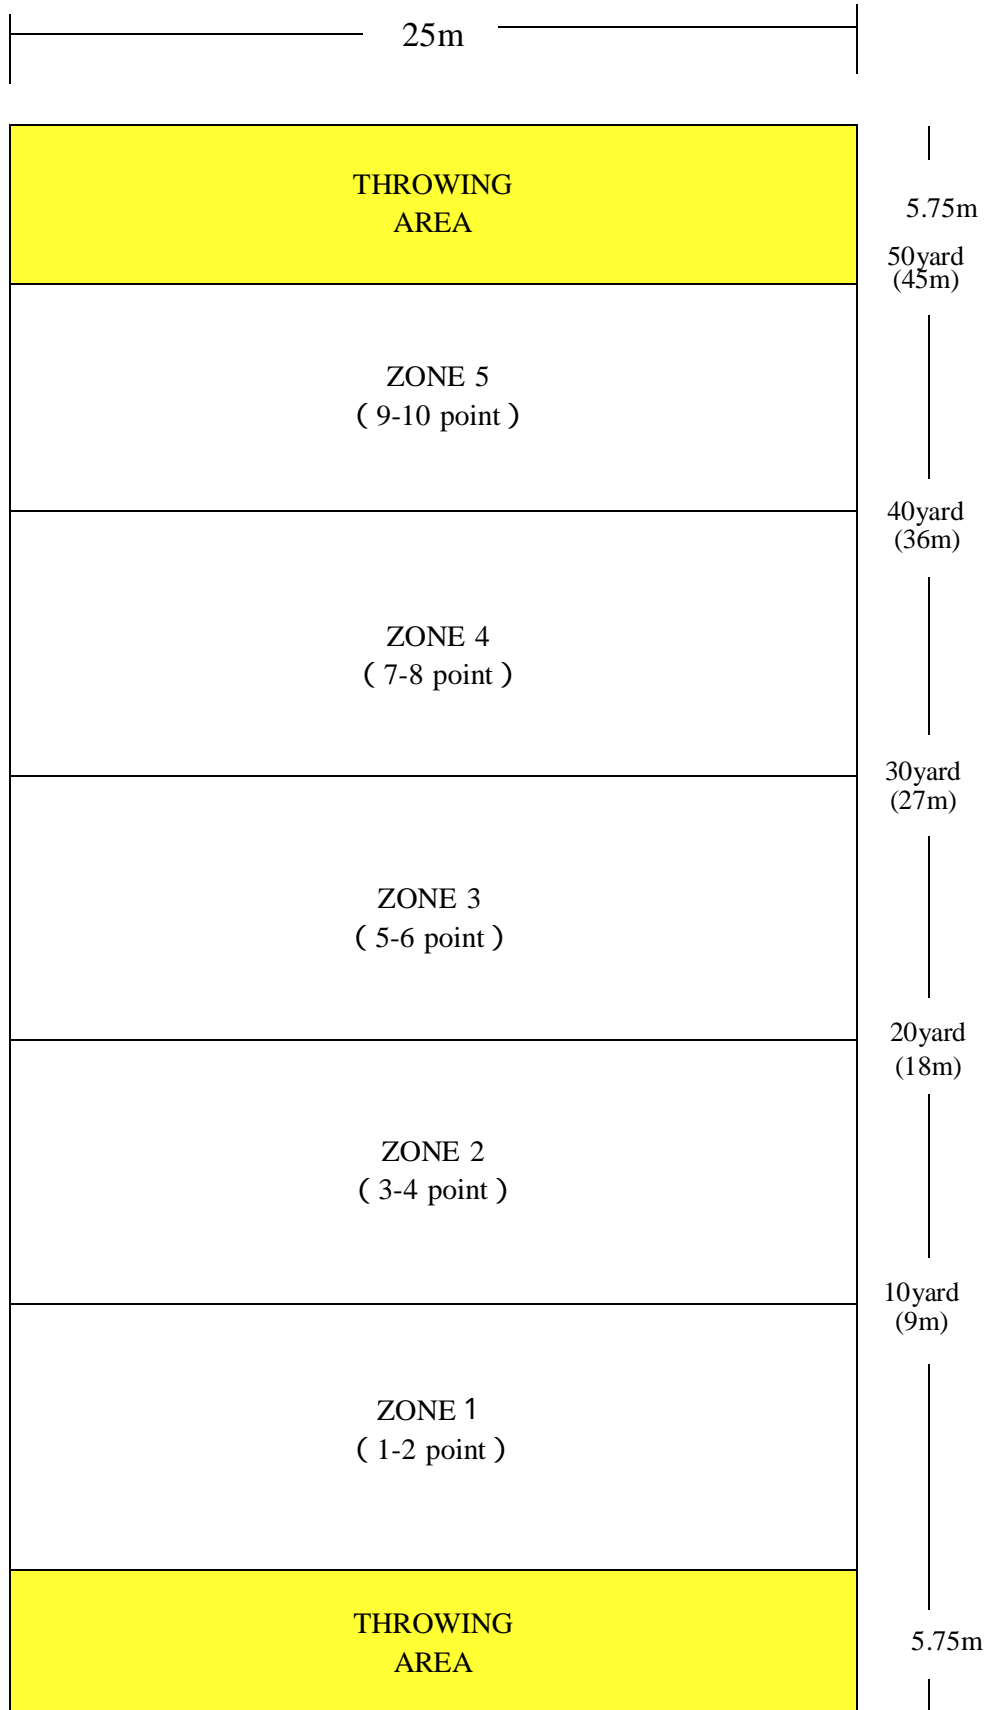 25m
THROWING
AREA
5.75m
50yard
(45m)
ZONE 5
( 9-10 point )
40yard
(36m)
ZONE 4
( 7-8 point )
30yard
(27m)
ZONE 3
( 5-6 point )
20yard
(18m)
ZONE 2
( 3-4 point )
10yard
(9m)
ZONE 1
( 1-2 point )
THROWING
AREA
5.75m